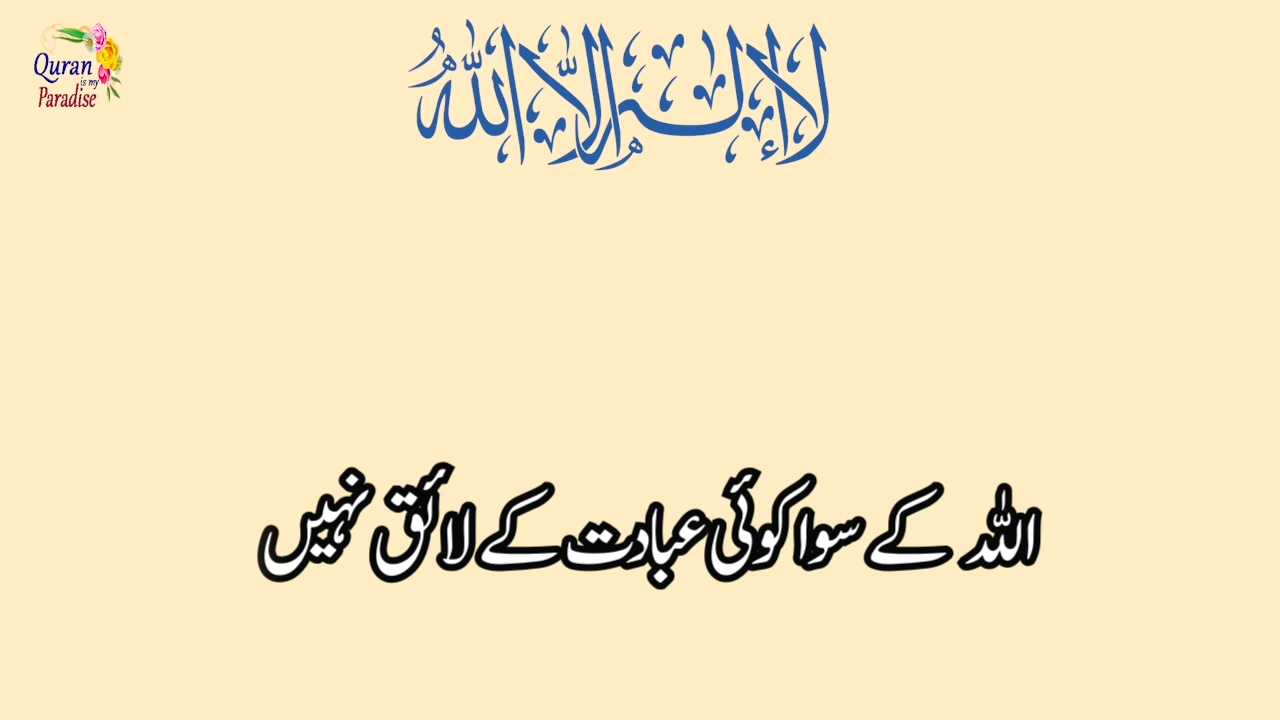 Quran
is my
Paradise
لا إله إلا الله
اللہ کے سوا کوئی عبادت کے لائق نہیں